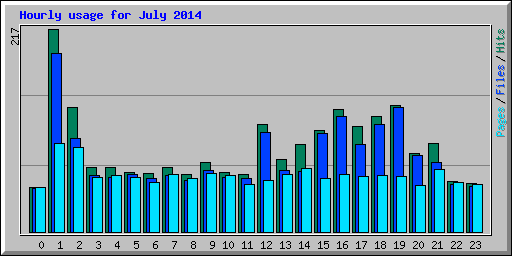 Hourly usage for July 2014
217
Pages / Files / Hits
0 1 2 3 4 5 6 7 8 9 10 11 12 13 14 15 16 17 18 19 20 21 22 23